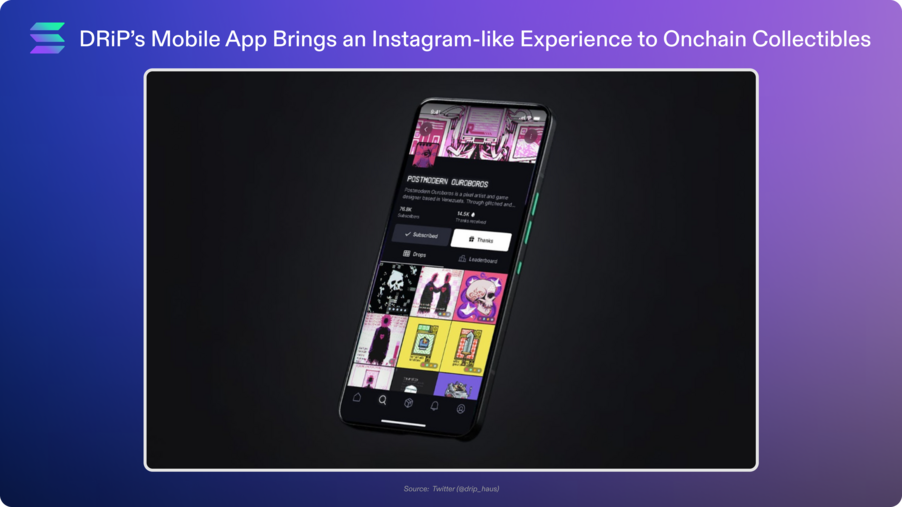 DRiP’s Mobile App Brings an Instagram-like Experience to Onchain Collectibles
POSTMODERN OUROBOROS
Postmodern Ouroboros is a pixel artist and game
designer based in Venezuela. Through glitched and...
76.9K
14.5K
Subscribers
Thanks received
Subscribed
Thanks
Drops
Leaderboard
Source: Twitter (@drip_haus)